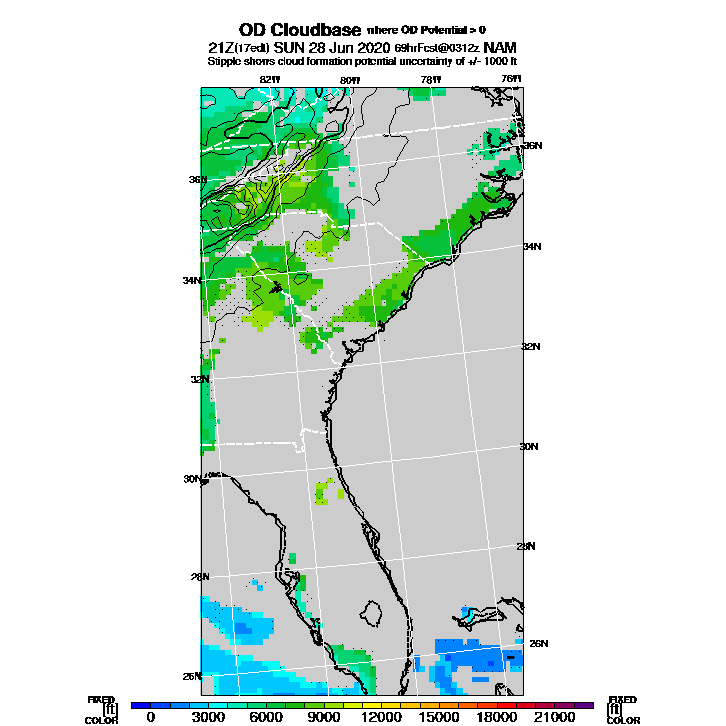 OD Cloudbase where OD Potential > 0
21Z(17edt) SUN 28 Jun 2020 69hrFcst@X0312z NAM
Stipple shows cloud formation potential uncertainty of +/- 1000 ft
82W 80W 78W 76W
36N
36N
34N
34N
32N
32N
30N
30N
28N
28N
26N
26N
FIXED FIXED
[ft] [ft]
COLOR COLOR
0 3000 6000 9000 12000 15000 18000 21000